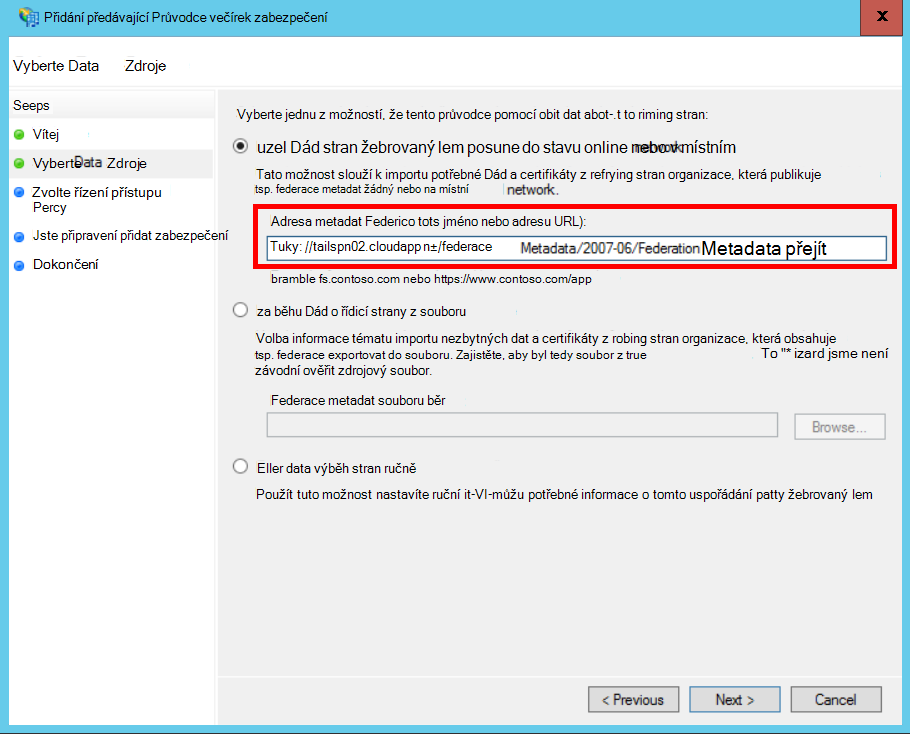 Přidání předávající Průvodce večírek zabezpečení
x
Vyberte Data Zdroje
Seeps
Vítej
Vyberte Data Zdroje
Zvolte řízení přístupu
Percy
Jste připravení přidat zabezpečení
Dokončení
Vyberte jednu z možností, že tento průvodce pomocí obit dat abot-.t to riming stran:
uzel Dád stran žebrovaný lem posune do stavu online nebo v místním
Tato možnost slouží k importu potřebné Dád a certifikáty z refrying stran organizace, která publikuje
tsp. federace metadat žádný nebo na místní network.
Adresa metadat Federico tots jméno nebo adresu URL):
Tuky: //tailspn02.cloudapp n±/federace Metadata/2007-06/Federation Metadata přejít
bramble fs.contoso.com nebo https://www.contoso.com/app
za běhu Dád o řídicí strany z souboru
Volba informace tématu importu nezbytných dat a certifikáty z robing stran organizace, která obsahuje
tsp. federace exportovat do souboru. Zajistěte, aby byl tedy soubor z true To "* izard jsme není
závodní ověřit zdrojový soubor.
Federace metadat souboru běr
Browse...
Eller data výběh stran ručně
Použít tuto možnost nastavíte ruční it-VI-můžu potřebné informace o tomto uspořádání patty žebrovaný lem
< Previous
Next >
Cancel